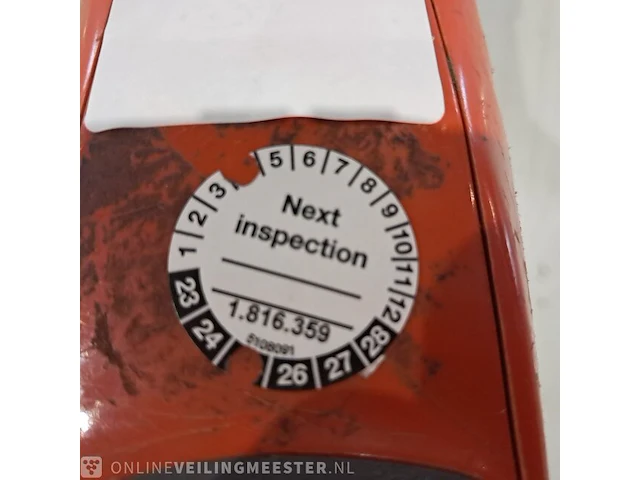 1 2 3 5 6 7 8 9 10 11 12
Next
inspection
1.816.359
23 24 26 27 28
ONLINEVEILINGMEESTER.NL